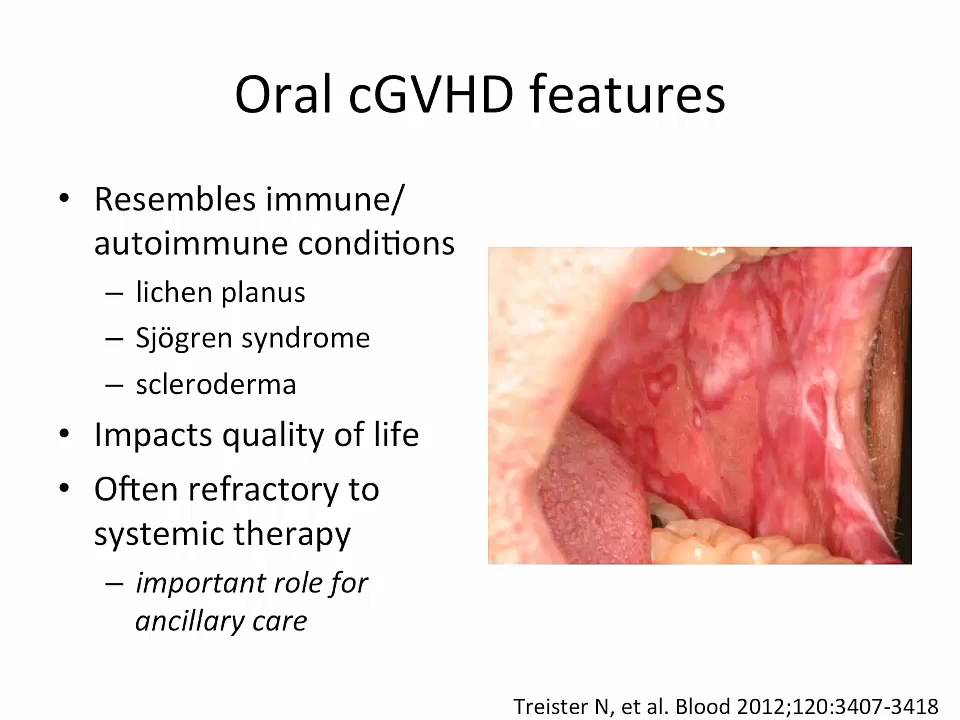 Oral cGVHD features
• Resembles immune/
autoimmune conditions
– lichen planus
– Sjögren syndrome
– scleroderma
• Impacts quality of life
• Often refractory to
systemic therapy
– important role for
ancillary care
Treister N, et al. Blood 2012;120:3407-3418